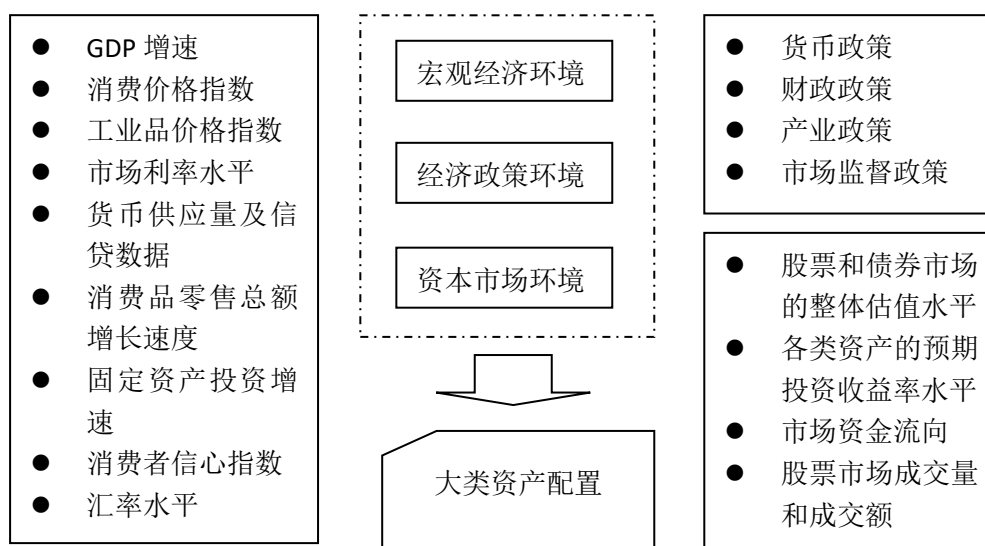 ● GDP 增速
● 消费价格指数
● 工业品价格指数
● 市场利率水平
● 货币供应量及信
贷数据
● 消费品零售总额
增长速度
● 固定资产投资增
速
● 消费者信心指数
● 汇率水平
宏观经济环境
经济政策环境
资本市场环境
大类资产配置
● 货币政策
● 财政政策
● 产业政策
● 市场监督政策
● 股票和债券市场
的整体估值水平
● 各类资产的预期
投资收益率水平
● 市场资金流向
● 股票市场成交量
和成交额